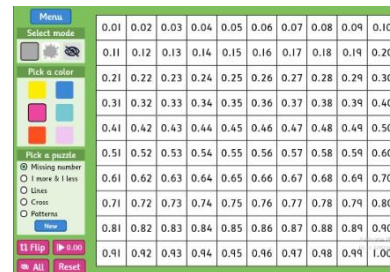 Menu
Select mode
Pick a color
Pick a puzzle
Missing number
1 more & 1 less
Lines
Cross
Patterns
New
Flip
0.00
All
Reset
0.01 0.02 0.03 0.04 0.05 0.06 0.07 0.08 0.09 0.10
0.11 0.12 0.13 0.14 0.15 0.16 0.17 0.18 0.19 0.20
0.21 0.22 0.23 0.24 0.25 0.26 0.27 0.28 0.29 0.30
0.31 0.32 0.33 0.34 0.35 0.36 0.37 0.38 0.39 0.40
0.41 0.42 0.43 0.44 0.45 0.46 0.47 0.48 0.49 0.50
0.51 0.52 0.53 0.54 0.55 0.56 0.57 0.58 0.59 0.60
0.61 0.62 0.63 0.64 0.65 0.66 0.67 0.68 0.69 0.70
0.71 0.72 0.73 0.74 0.75 0.76 0.77 0.78 0.79 0.80
0.81 0.82 0.83 0.84 0.85 0.86 0.87 0.88 0.89 0.90
0.91 0.92 0.93 0.94 0.95 0.96 0.97 0.98 0.99 1.00